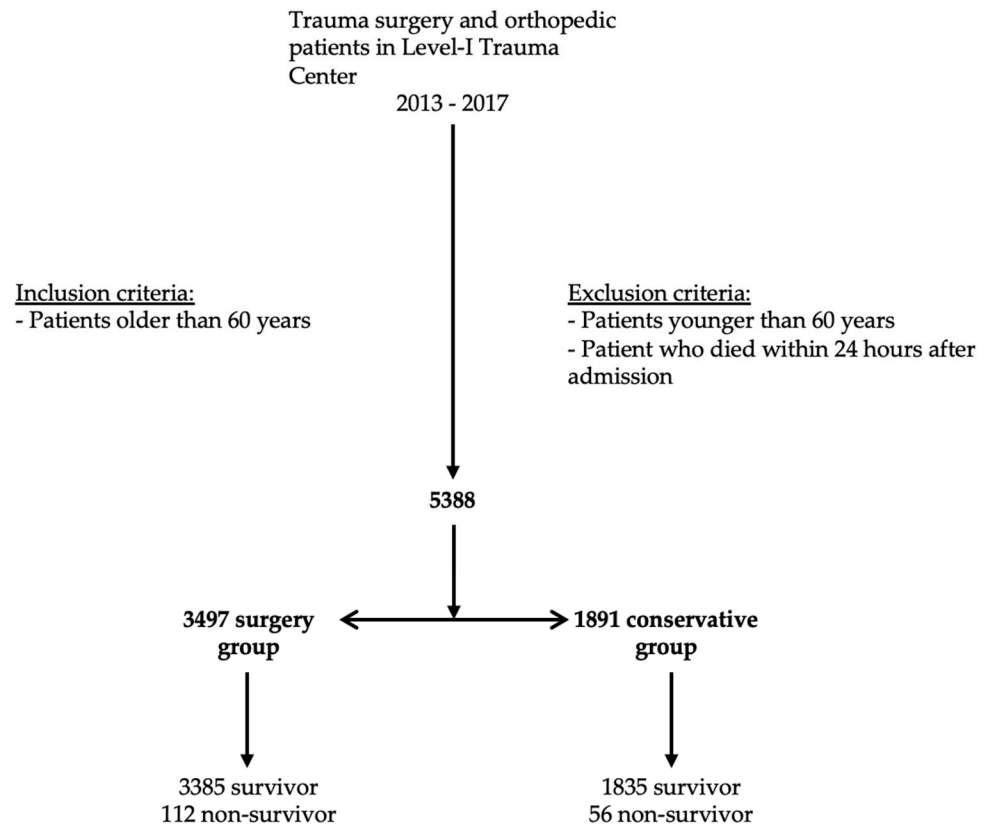 Trauma surgery and orthopedic
patients in Level-I Trauma
Center
2013 - 2017
Inclusion criteria:
- Patients older than 60 years
Exclusion criteria:
- Patients younger than 60 years
- Patient who died within 24 hours after
admission
5388
3497 surgery
group
1891 conservative
group
3385 survivor
112 non-survivor
1835 survivor
56 non-survivor